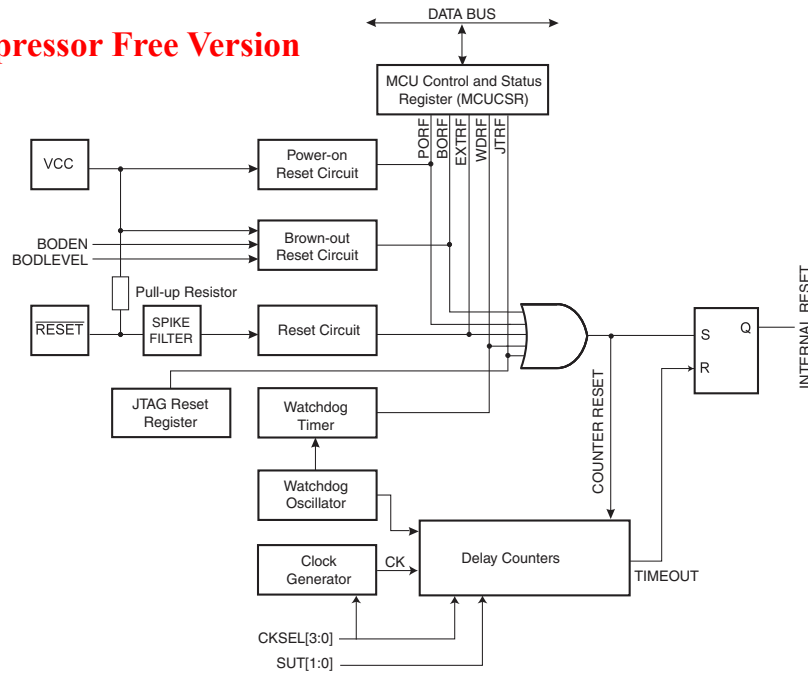 DATA BUS
pressor Free Version
MCU Control and Status
Register (MCUCSR)
PORF
BORF
EXTRF
WDRF
JTRF
VCC
Power-on
Reset Circuit
BODEN
BODLEVEL
Brown-out
Reset Circuit
Pull-up Resistor
RESET
SPIKE
FILTER
Reset Circuit
JTAG Reset
Register
Watchdog
Timer
Watchdog
Oscillator
Clock
Generator
CK
Delay Counters
CKSEL[3:0]
SUT[1:0]
COUNTER RESET
TIMEOUT
S
Q
R
INTERNAL RESET